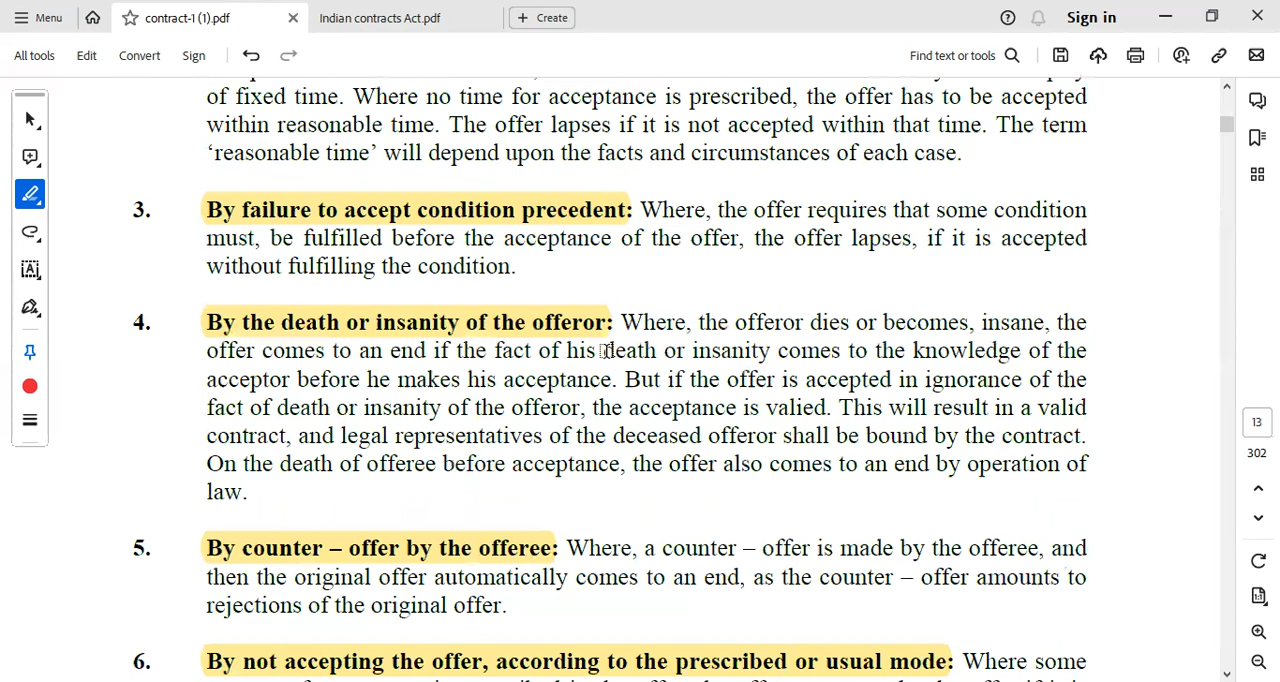 Menu
contract-1 (1).pdf
Indian contracts Act.pdf
Create
Sign in
All tools
Edit
Convert
Sign
Find text or tools
of fixed time. Where no time for acceptance is prescribed, the offer has to be accepted
within reasonable time. The offer lapses if it is not accepted within that time. The term
‘reasonable time’ will depend upon the facts and circumstances of each case.
3. By failure to accept condition precedent: Where, the offer requires that some condition
must, be fulfilled before the acceptance of the offer, the offer lapses, if it is accepted
without fulfilling the condition.
4. By the death or insanity of the offeror: Where, the offeror dies or becomes, insane, the
offer comes to an end if the fact of his death or insanity comes to the knowledge of the
acceptor before he makes his acceptance. But if the offer is accepted in ignorance of the
fact of death or insanity of the offeror, the acceptance is valied. This will result in a valid
contract, and legal representatives of the deceased offeror shall be bound by the contract.
On the death of offeree before acceptance, the offer also comes to an end by operation of
law.
5. By counter – offer by the offeree: Where, a counter – offer is made by the offeree, and
then the original offer automatically comes to an end, as the counter – offer amounts to
rejections of the original offer.
6. By not accepting the offer, according to the prescribed or usual mode: Where some
13
302